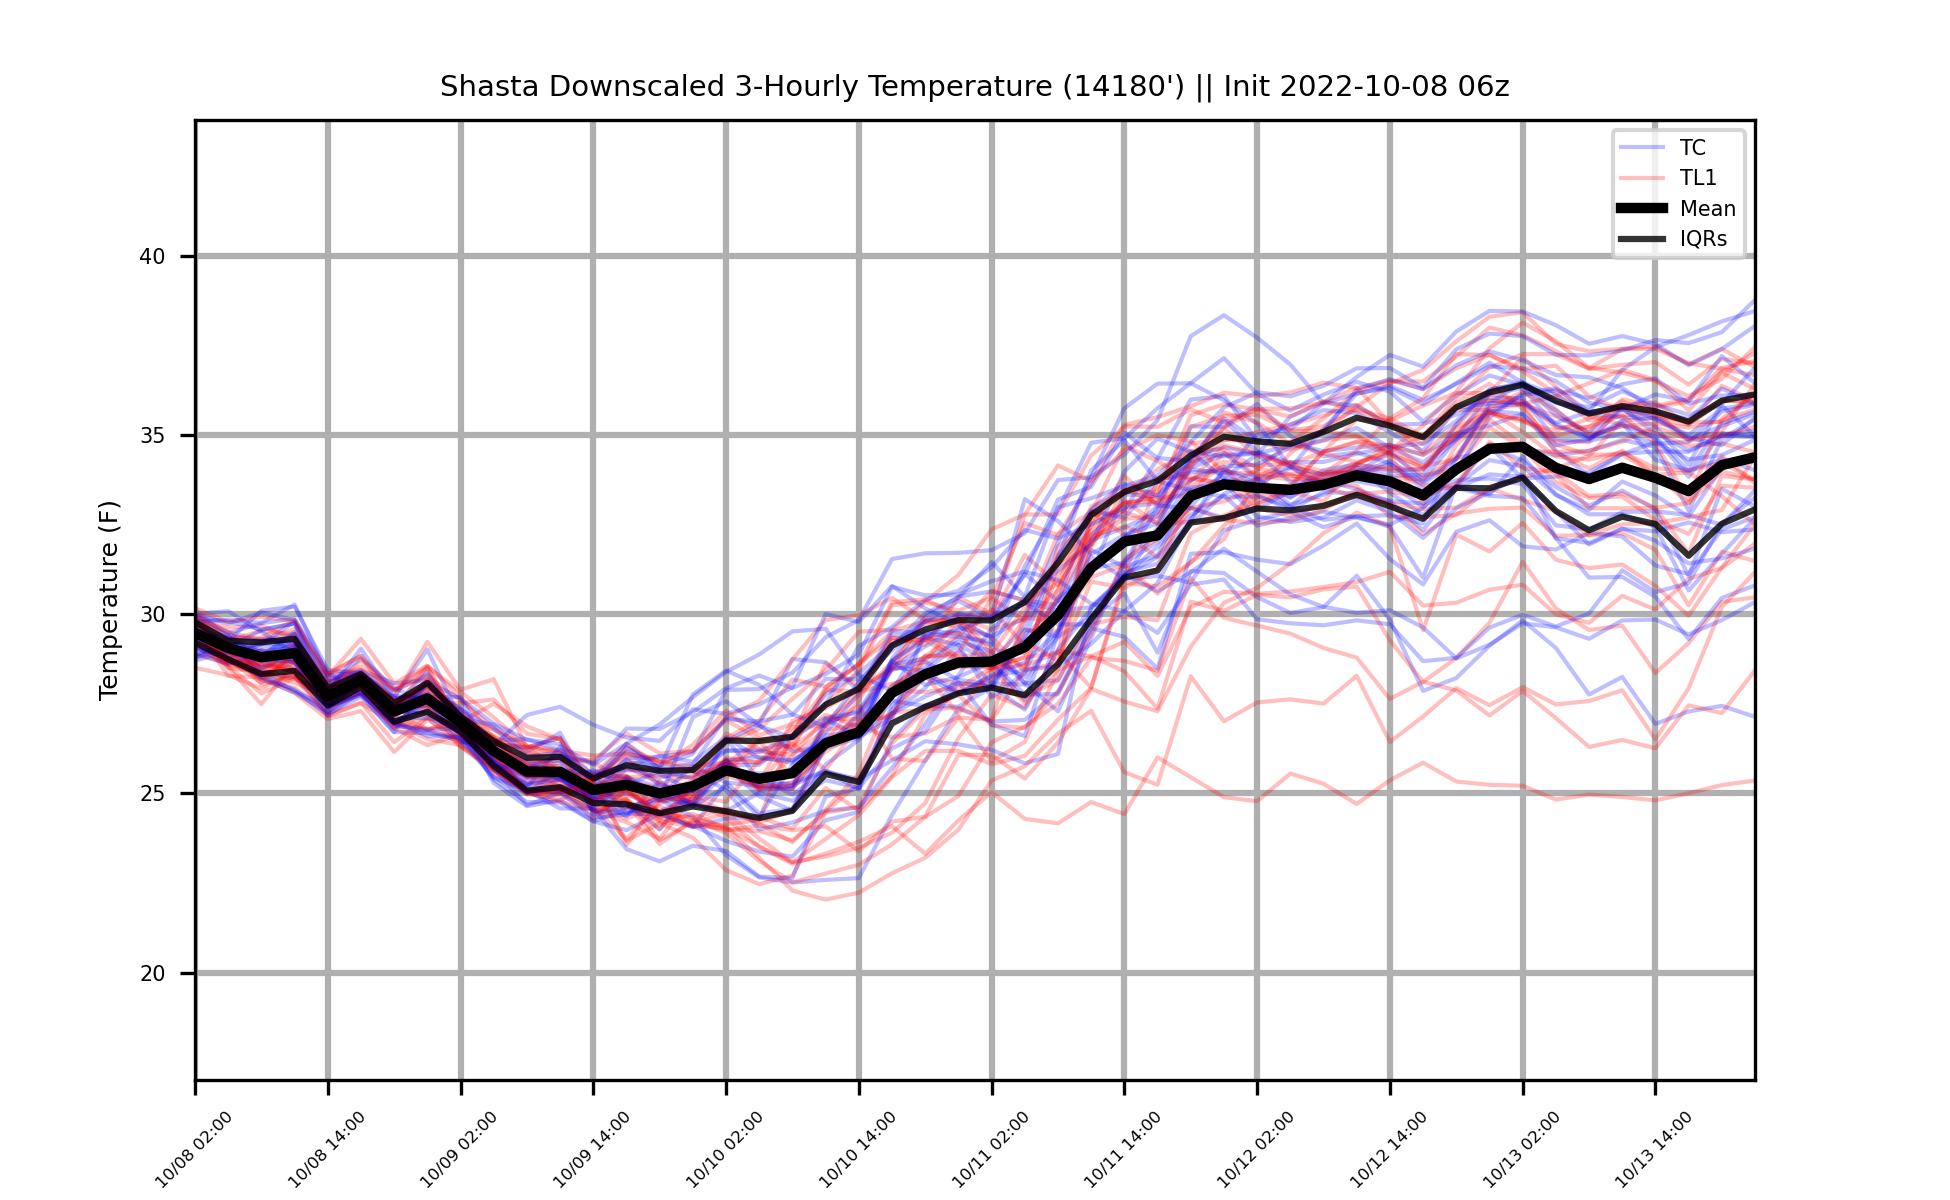 Shasta Downscaled 3-Hourly Temperature (14180') || Init 2022-10-08 06z
TC
TL1
Mean
IQRs
Temperature (F)
40
35
30
25
20
10/08 02:00
10/08 14:00
10/09 02:00
10/09 14:00
10/10 02:00
10/10 14:00
10/11 02:00
10/11 14:00
10/12 02:00
10/12 14:00
10/13 02:00
10/13 14:00